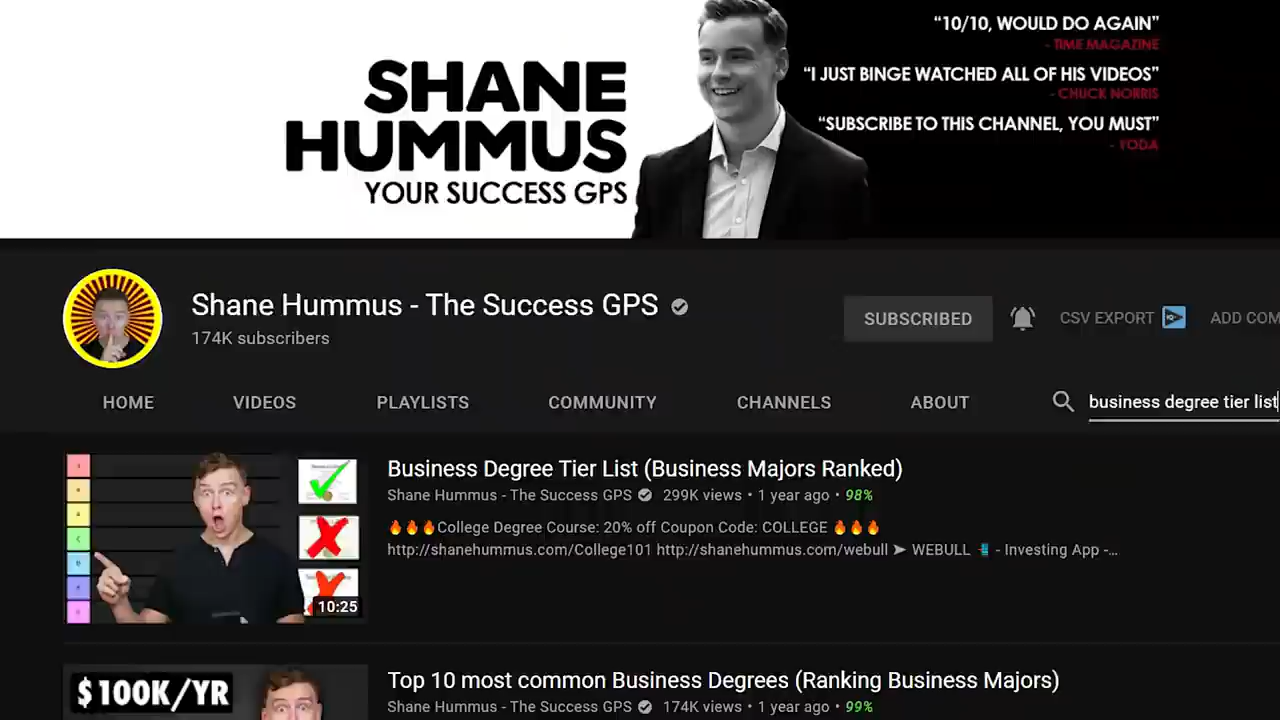 "10/10, WOULD DO AGAIN"
- TIME MAGAZINE
"I JUST BINGE WATCHED ALL OF HIS VIDEOS"
- CHUCK NORRIS
"SUBSCRIBE TO THIS CHANNEL, YOU MUST"
- YODA
SHANE
HUMMUS
YOUR SUCCESS GPS
Shane Hummus - The Success GPS
174K subscribers
SUBSCRIBED
CSV EXPORT
ADD COM
HOME VIDEOS PLAYLISTS COMMUNITY CHANNELS ABOUT
business degree tier list
Business Degree Tier List (Business Majors Ranked)
Shane Hummus - The Success GPS 299K views • 1 year ago • 98%
🔥🔥🔥College Degree Course: 20% off Coupon Code: COLLEGE 🔥🔥🔥
http://shanehummus.com/College101 http://shanehummus.com/webull ➤ WEBULL - Investing App -...
10:25
$100K/YR
Top 10 most common Business Degrees (Ranking Business Majors)
Shane Hummus - The Success GPS 174K views • 1 year ago • 99%